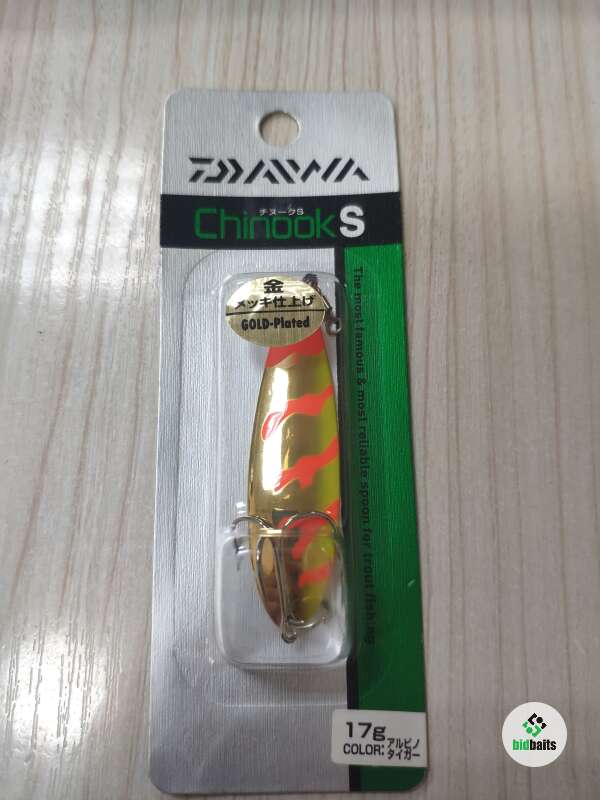 DAIWA
チヌークS
Chinook S
金
メッキ仕上げ
GOLD-Plated
The most famous & most reliable spoon for trout fishing
17g
COLOR: アルビノ
タイガー
bidbaits